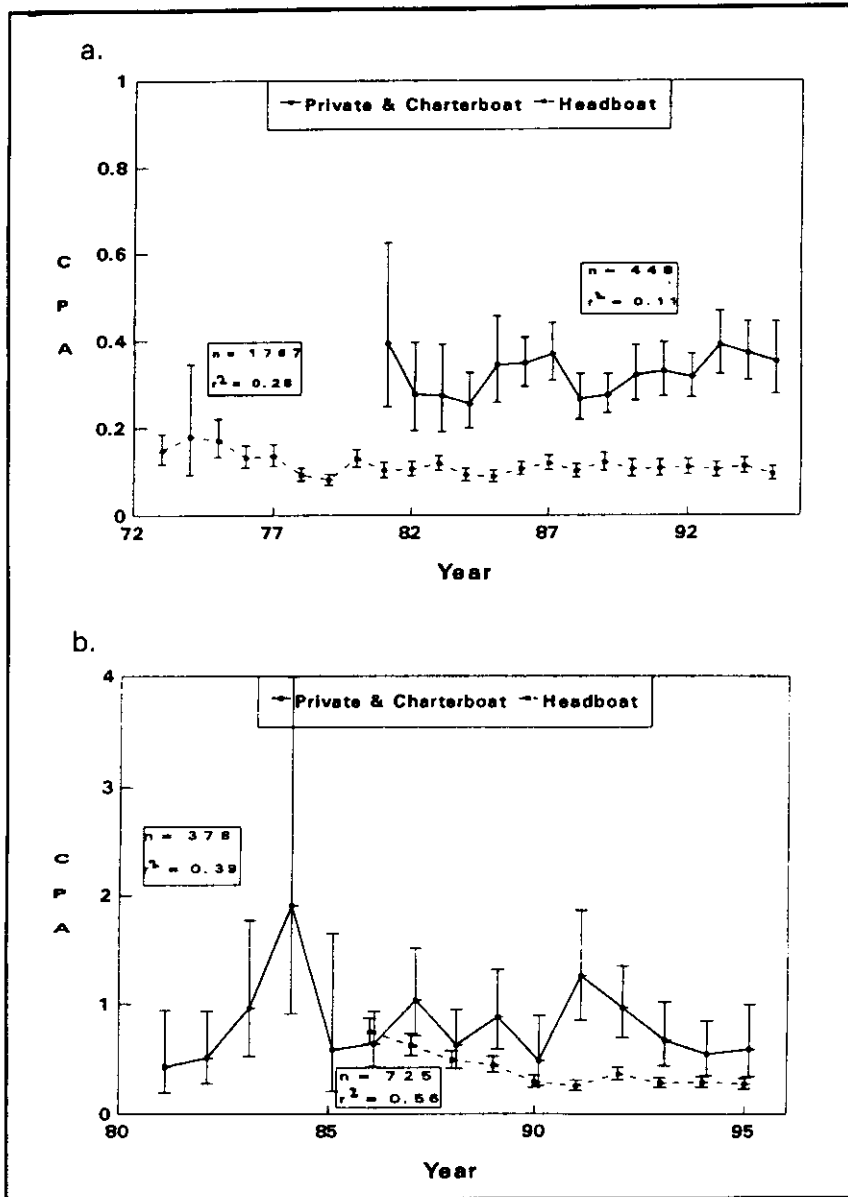 a.
Private & Charterboat Headboat
1
0.8
0.6
0.4
0.2
0
C
P
A
n = 1767
r² = 0.28
n = 448
r² = 0.11
72 77 82 87 92
Year
b.
Private & Charterboat Headboat
4
3
2
1
0
C
P
A
n = 378
r² = 0.39
n = 725
r² = 0.56
80 85 90 95
Year